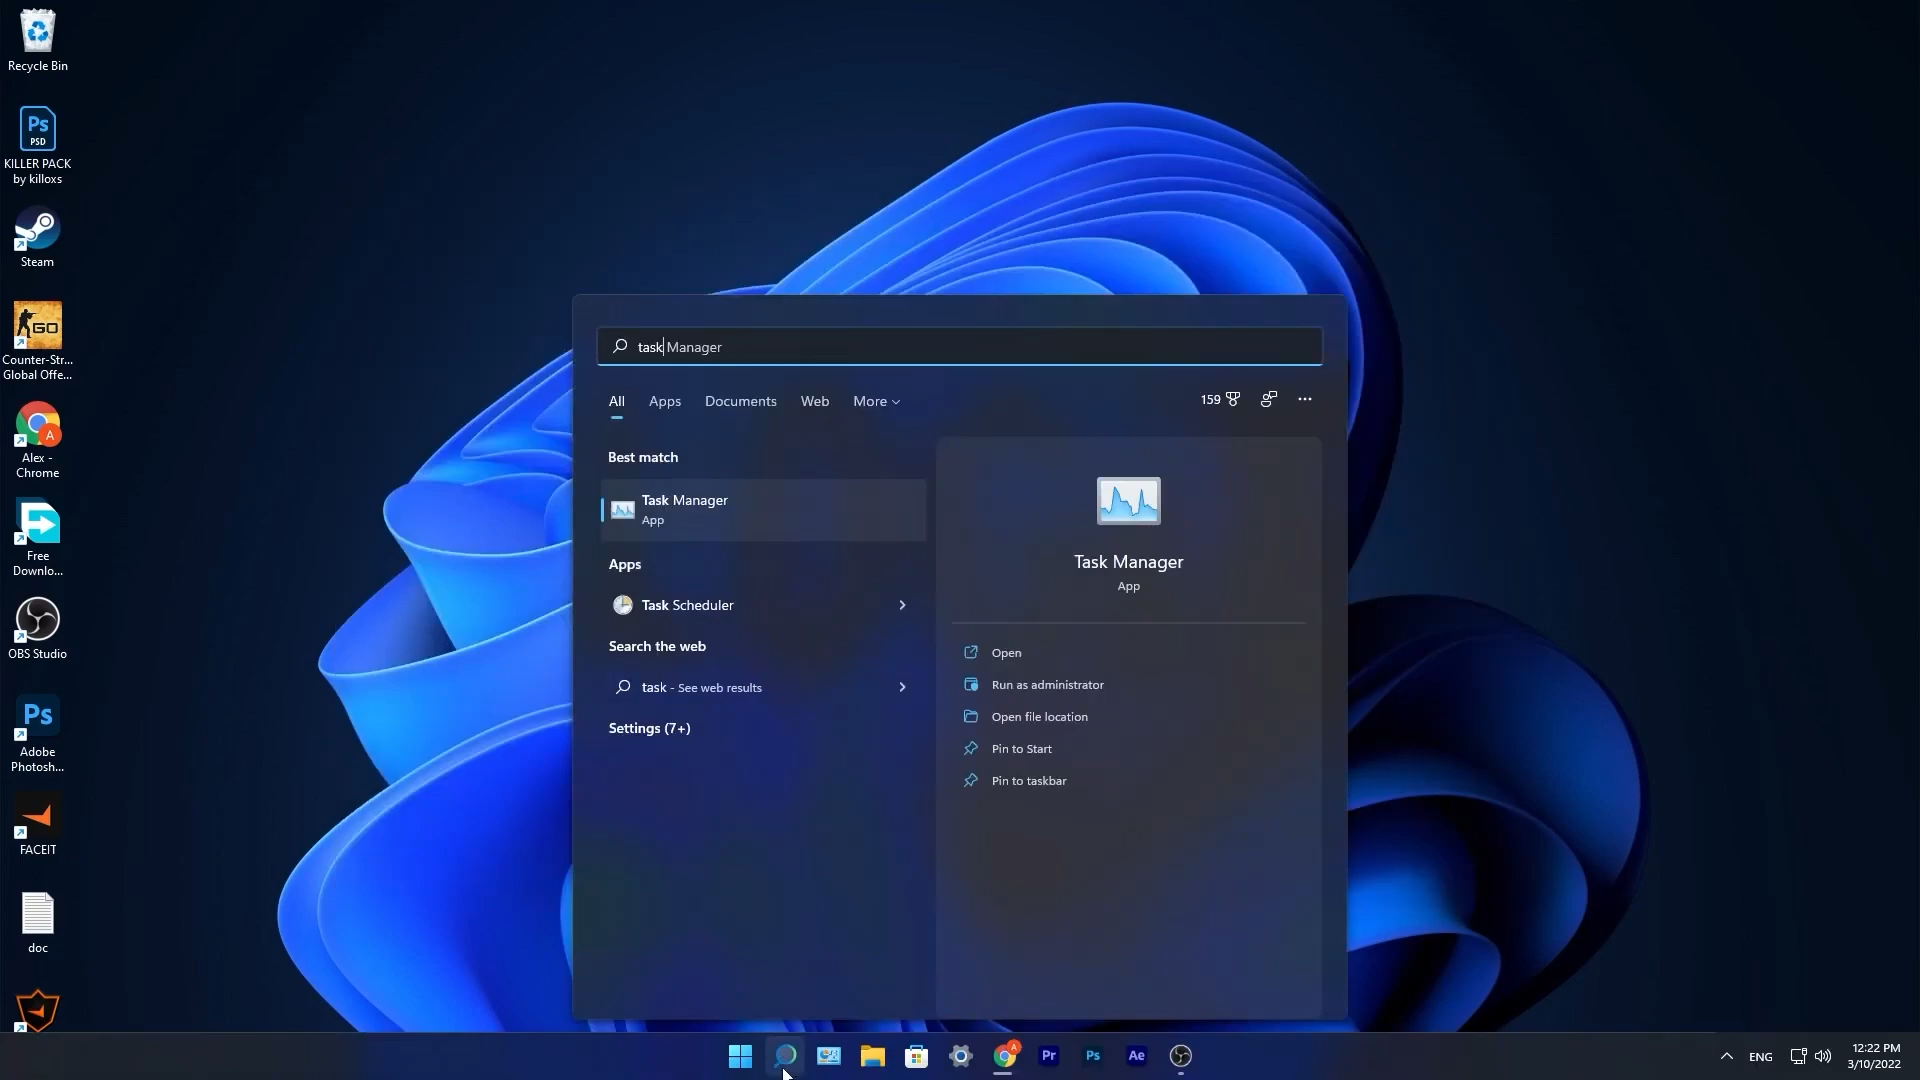 Recycle Bin
Ps
PSD
KILLER PACK
by killoxs
Steam
GO
Counter-Str...
Global Offe...
A
Alex -
Chrome
Free
Downlo...
OBS Studio
Ps
Adobe
Photosh...
FACEIT
doc
task Manager
All
Apps
Documents
Web
More
159
Best match
Task Manager
App
Apps
Task Scheduler
Search the web
task - See web results
Settings (7+)
Task Manager
App
Open
Run as administrator
Open file location
Pin to Start
Pin to taskbar
A
Pr
Ps
Ae
ENG
12:22 PM
3/10/2022